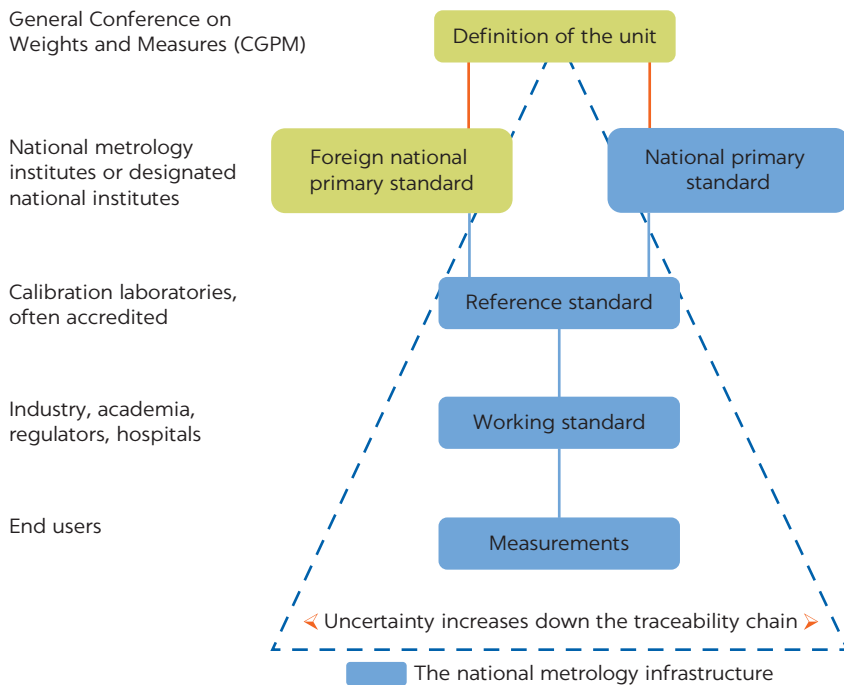 General Conference on
Weights and Measures (CGPM)
Definition of the unit
National metrology
institutes or designated
national institutes
Foreign national
primary standard
National primary
standard
Calibration laboratories,
often accredited
Reference standard
Industry, academia,
regulators, hospitals
Working standard
End users
Measurements
Uncertainty increases down the traceability chain
The national metrology infrastructure